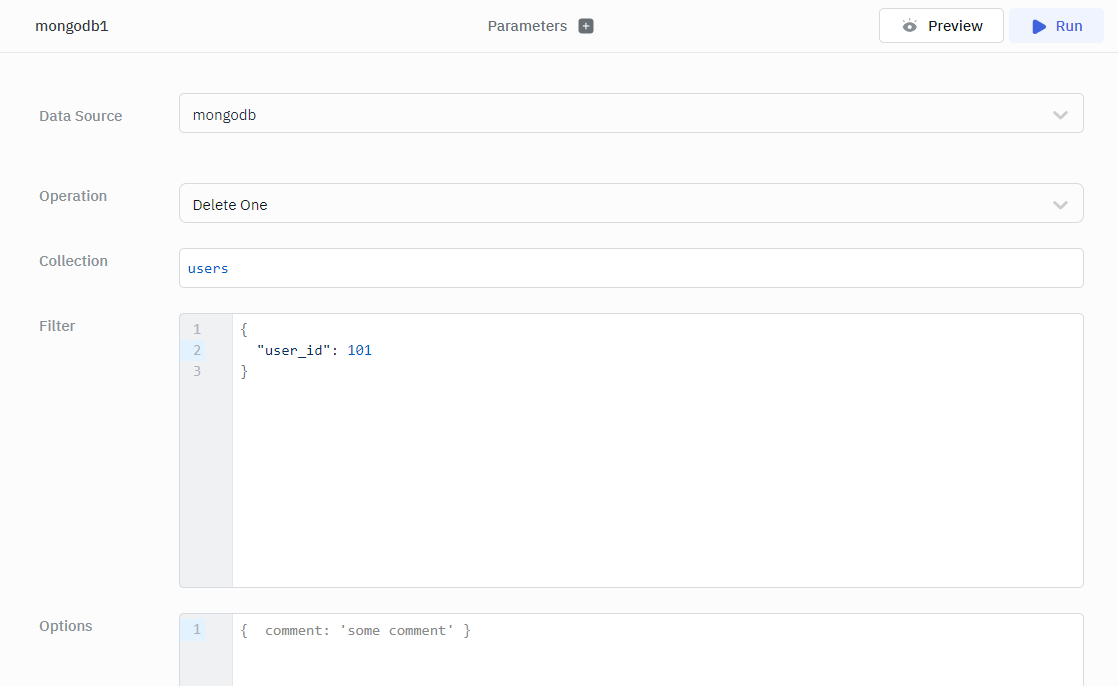 mongodb1
Parameters
Preview
Run
Data Source
mongodb
Operation
Delete One
Collection
users
Filter
1 {
2   "user_id": 101
3 }
Options
1 {  comment: 'some comment' }